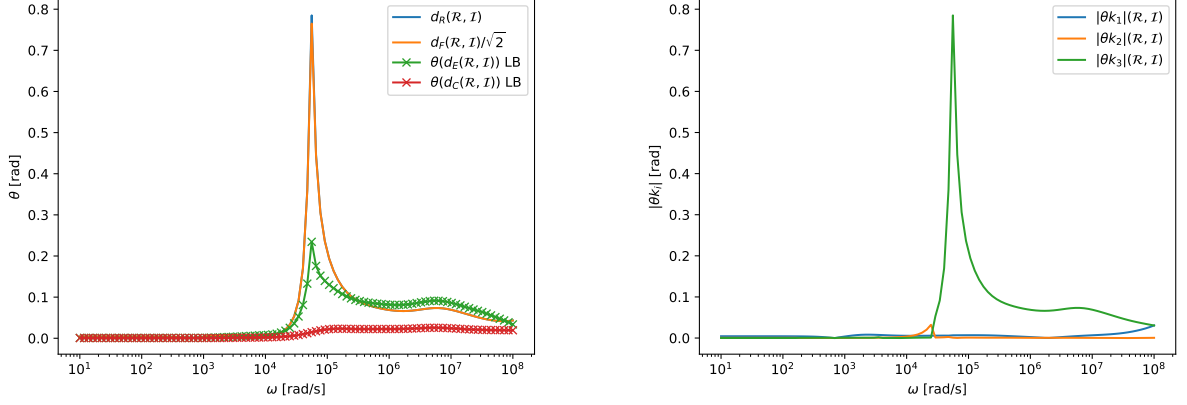 0.8
0.7
0.6
0.5
0.4
0.3
0.2
0.1
0.0
θ [rad]
10¹ 10² 10³ 10⁴ 10⁵ 10⁶ 10⁷ 10⁸
ω [rad/s]
d_R(ℛ, ℐ)
d_F(ℛ, ℐ)/√2
θ(d_E(ℛ, ℐ)) LB
θ(d_C(ℛ, ℐ)) LB
0.8
0.7
0.6
0.5
0.4
0.3
0.2
0.1
0.0
|θk_i| [rad]
10¹ 10² 10³ 10⁴ 10⁵ 10⁶ 10⁷ 10⁸
ω [rad/s]
|θk₁|(ℛ, ℐ)
|θk₂|(ℛ, ℐ)
|θk₃|(ℛ, ℐ)